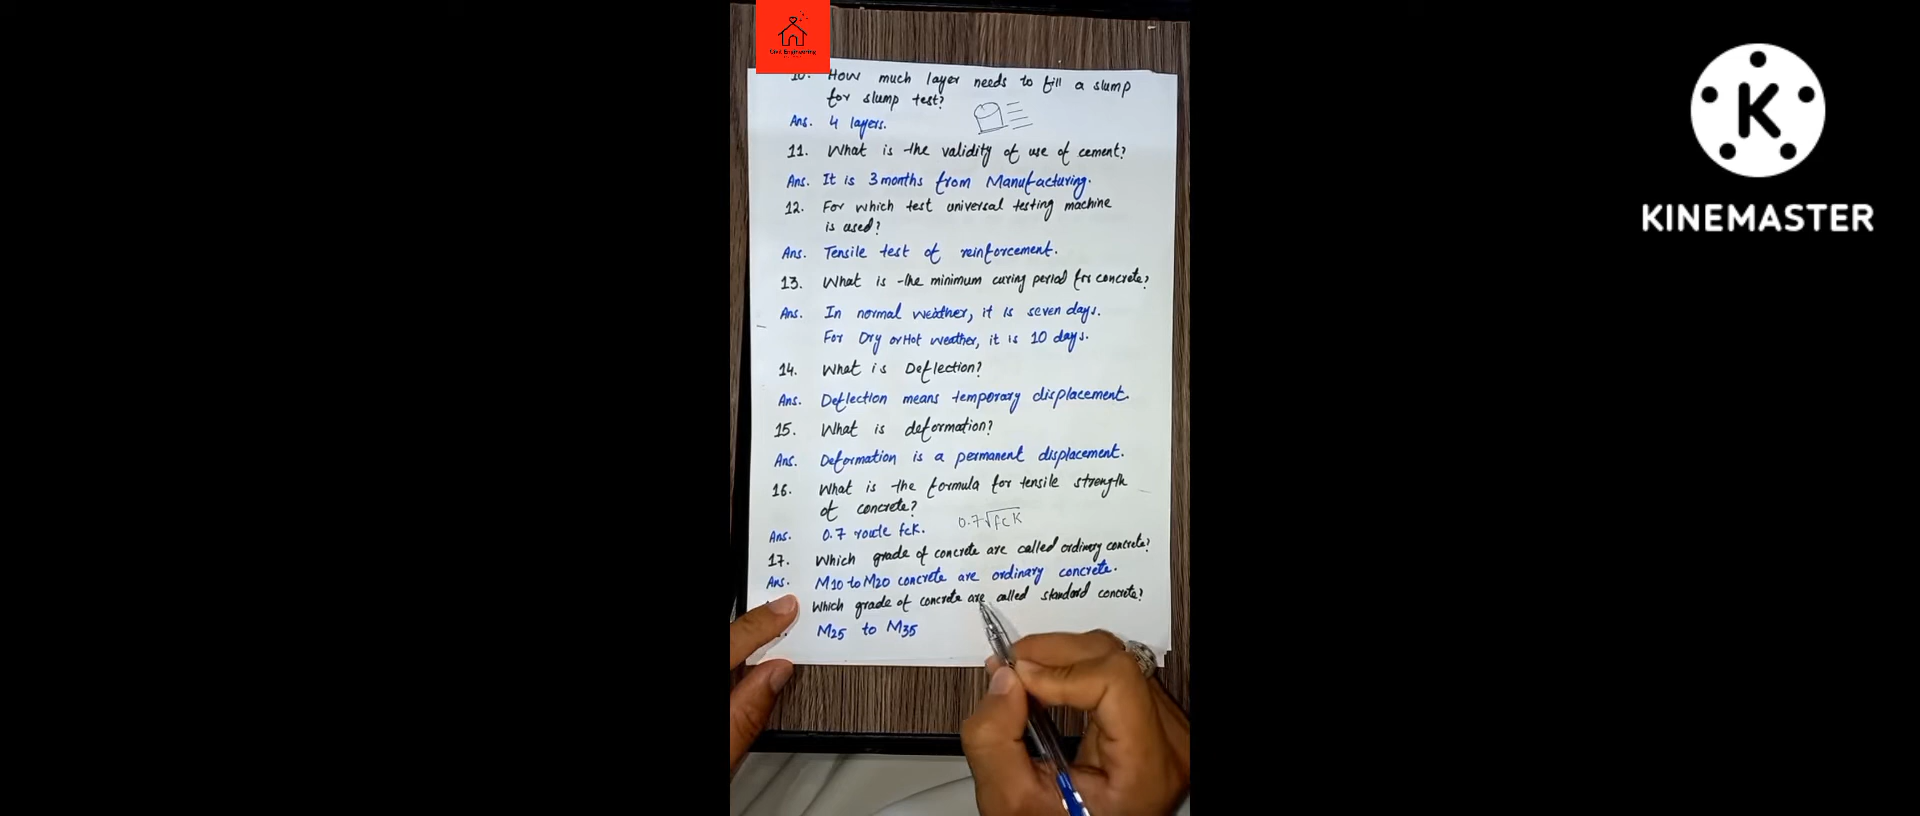 Civil Engineering
10. How much layer needs to fill a slump
for slump test?
Ans. 4 layers.
11. What is the validity of use of cement?
Ans. It is 3 months from Manufacturing.
12. For which test universal testing machine
is used?
Ans. Tensile test of reinforcement.
13. What is the minimum curing period for concrete?
Ans. In normal weather, it is seven days.
For Dry or Hot weather, it is 10 days.
14. What is Deflection?
Ans. Deflection means temporary displacement.
15. What is deformation?
Ans. Deformation is a permanent displacement.
16. What is the formula for tensile strength
of concrete?
Ans. 0.7 route fcK. 0.7√fcK
17. Which grade of concrete are called ordinary concrete?
Ans. M10 to M20 concrete are ordinary concrete.
Which grade of concrete are called standard concrete?
M25 to M35
KINEMASTER